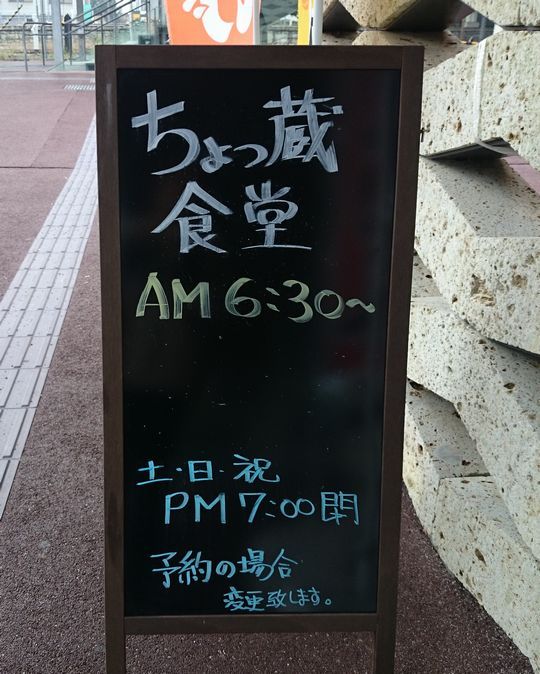 ちょっ蔵
食堂
AM 6:30〜
土・日・祝
PM 7:00閉
予約の場合
変更致します。